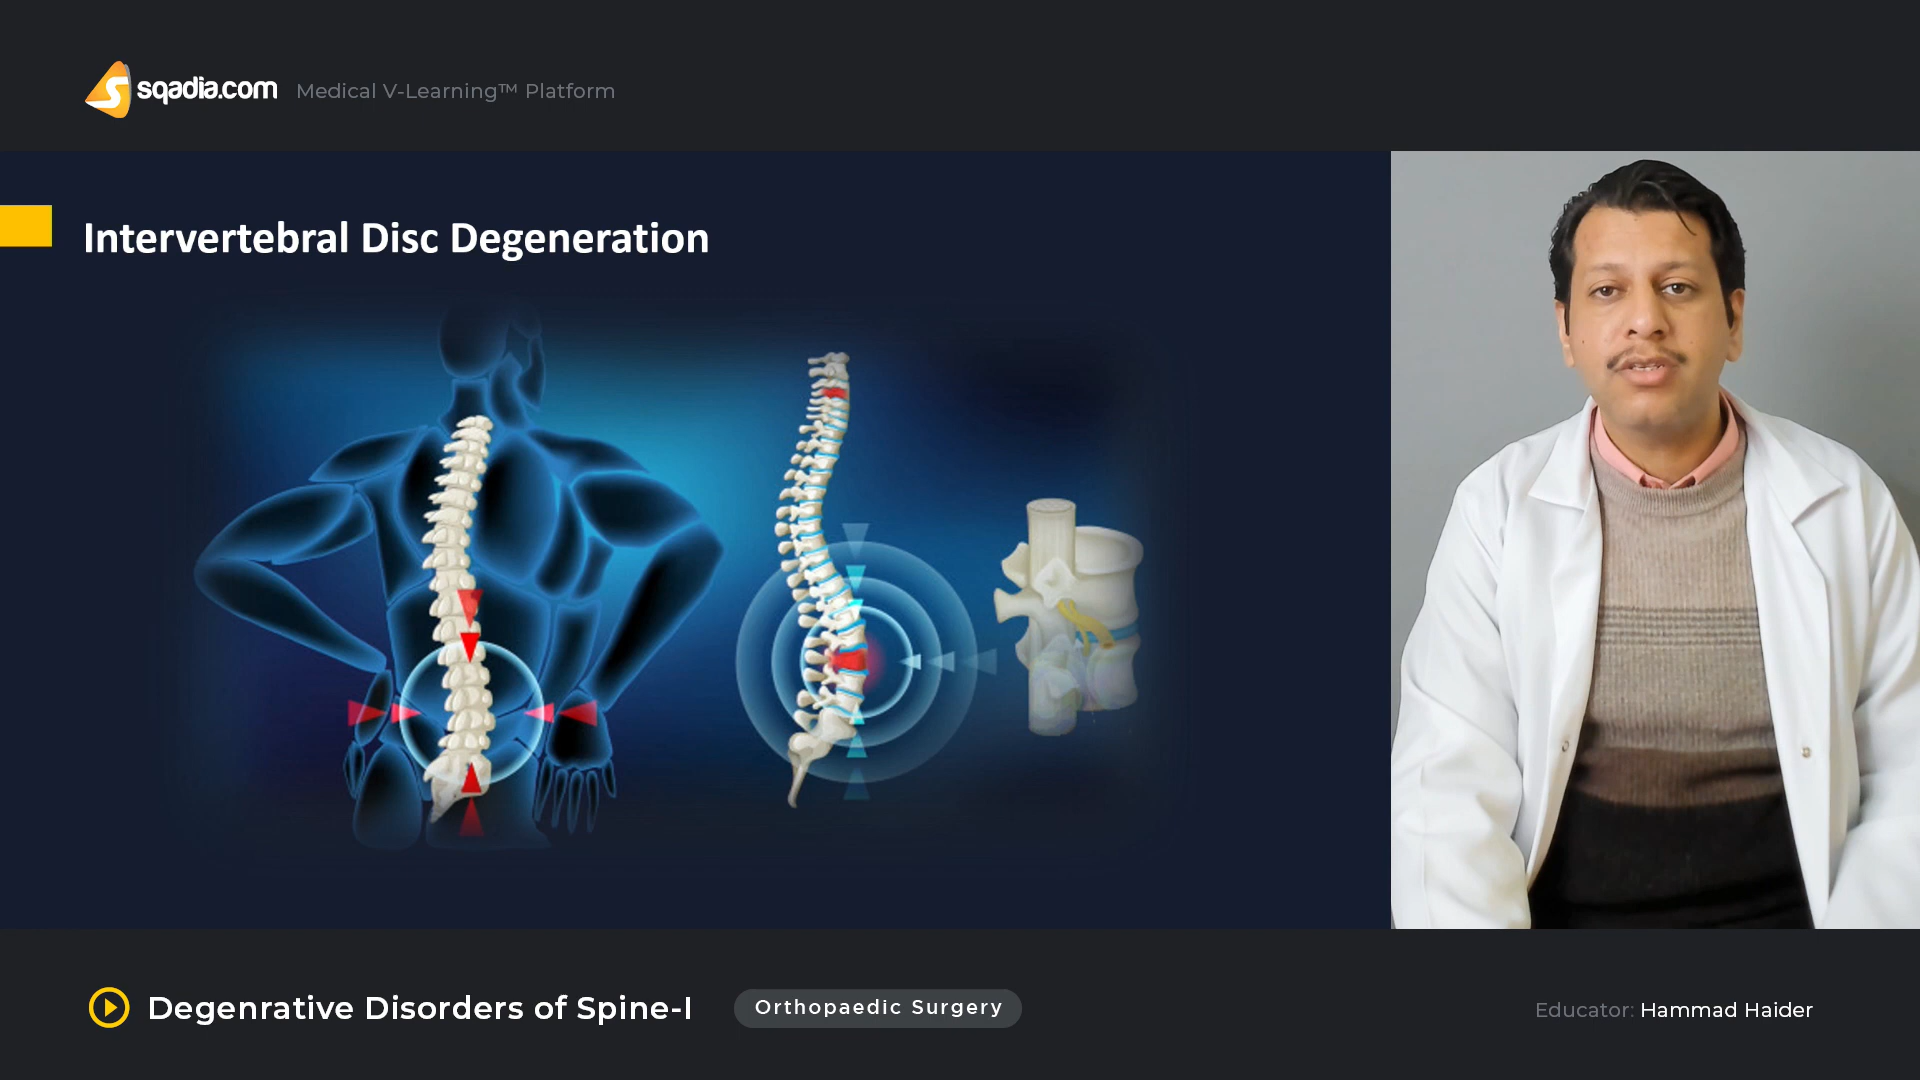 sqadia.com Medical V-Learning™ Platform
Intervertebral Disc Degeneration
Degenrative Disorders of Spine-I Orthopaedic Surgery
Educator: Hammad Haider